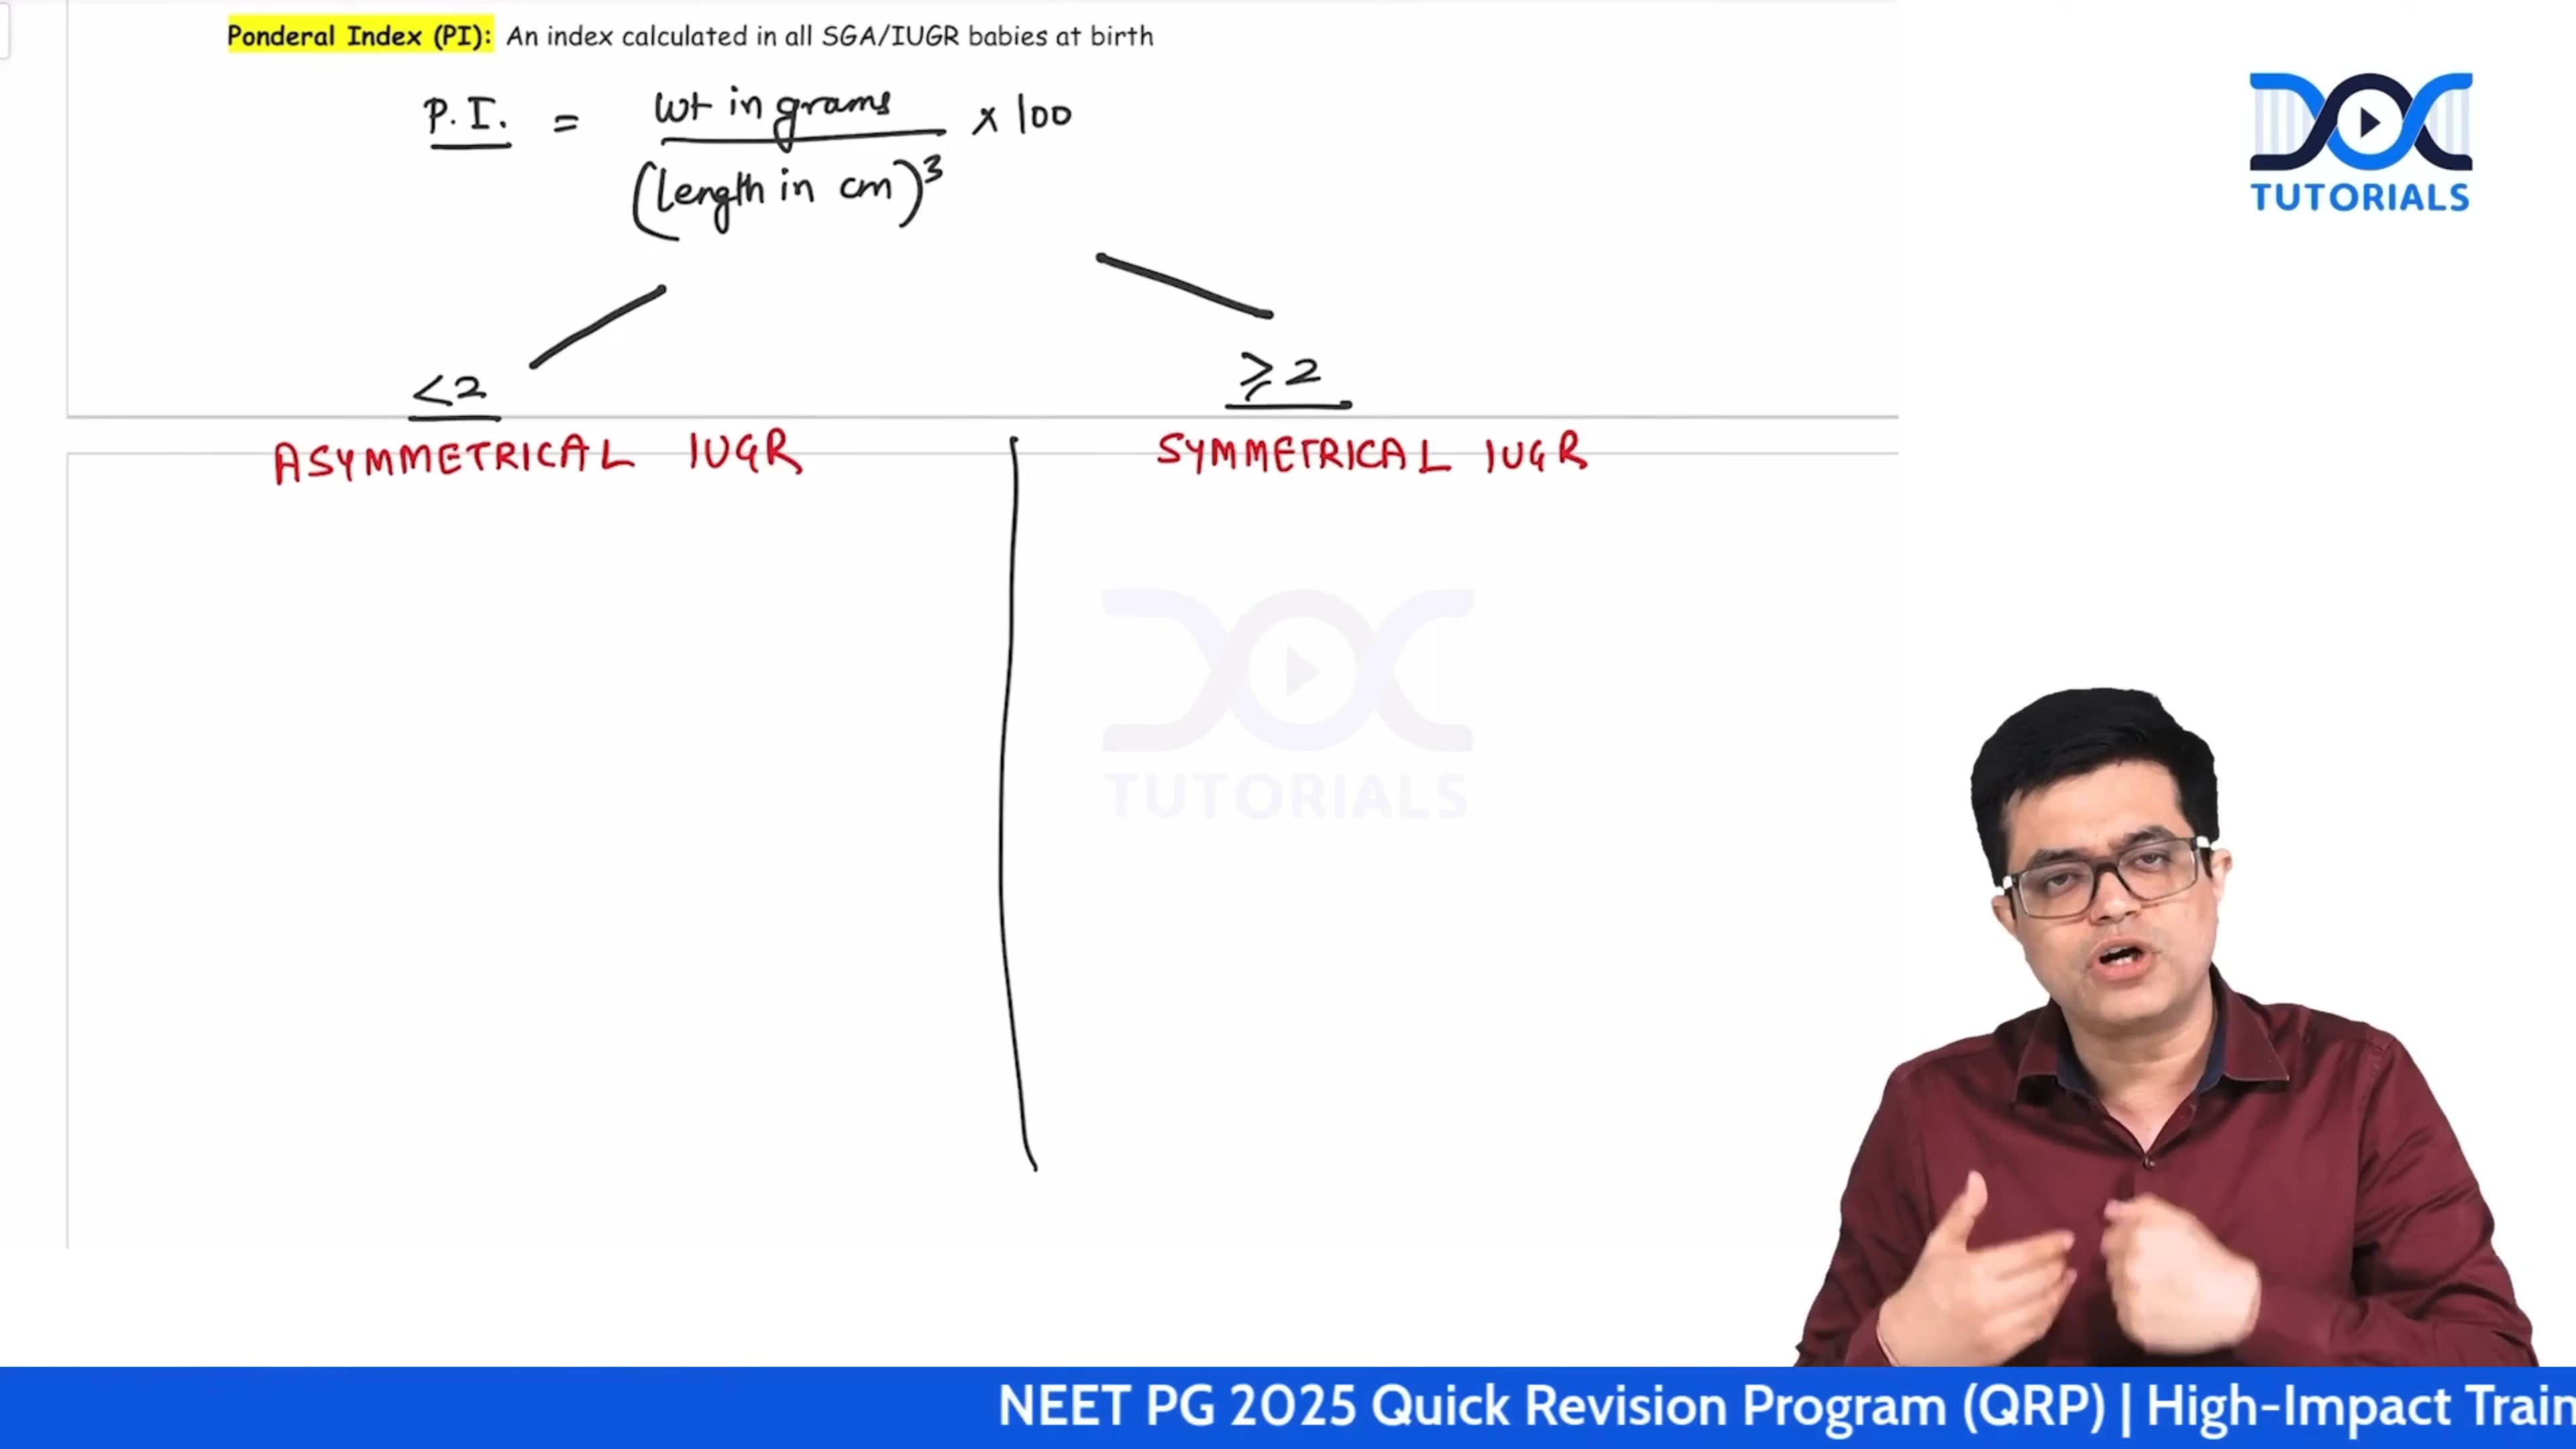 Ponderal Index (PI): An index calculated in all SGA/IUGR babies at birth
P.I. = wt in grams / (length in cm)³ × 100
<2
≥2
ASYMMETRICAL IUGR
SYMMETRICAL IUGR
DOC
TUTORIALS
DOC
TUTORIALS
NEET PG 2025 Quick Revision Program (QRP) | High-Impact Train